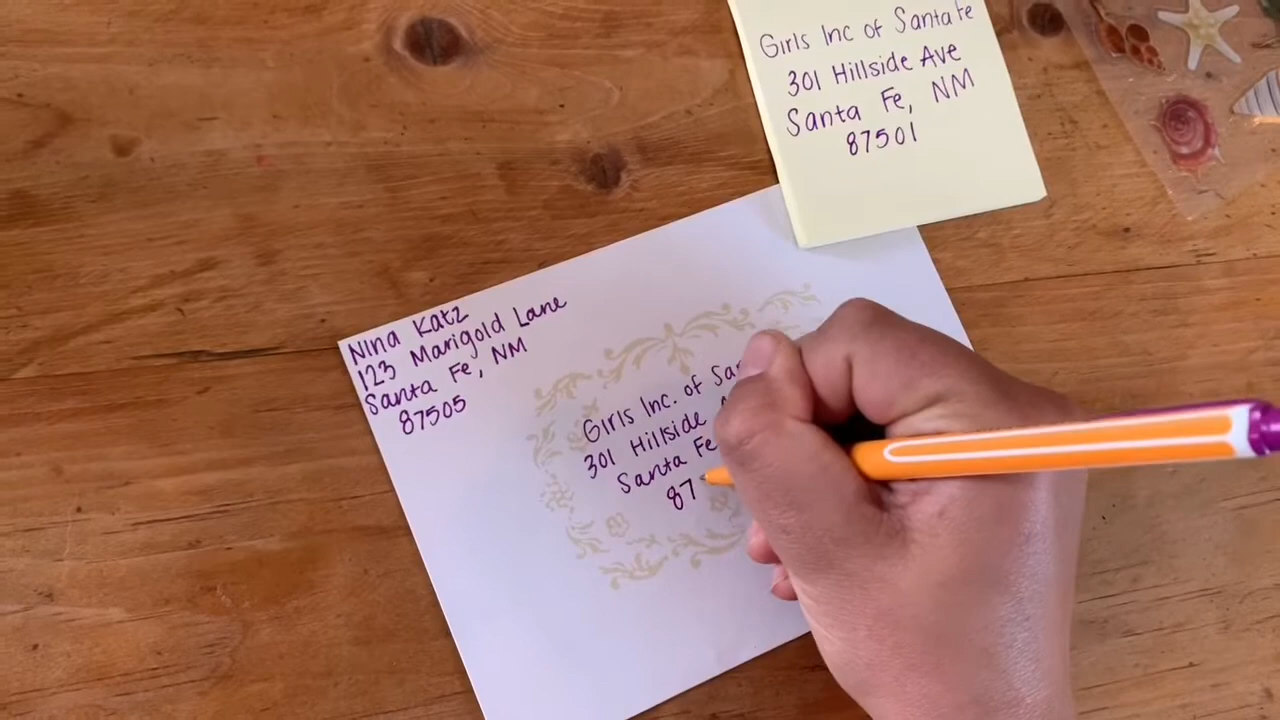 Girls Inc of Santa Fe
301 Hillside Ave
Santa Fe, NM
87501
Nina Katz
123 Marigold Lane
Santa Fe, NM
87505
Girls Inc. of
301 Hillside
Santa Fe
87